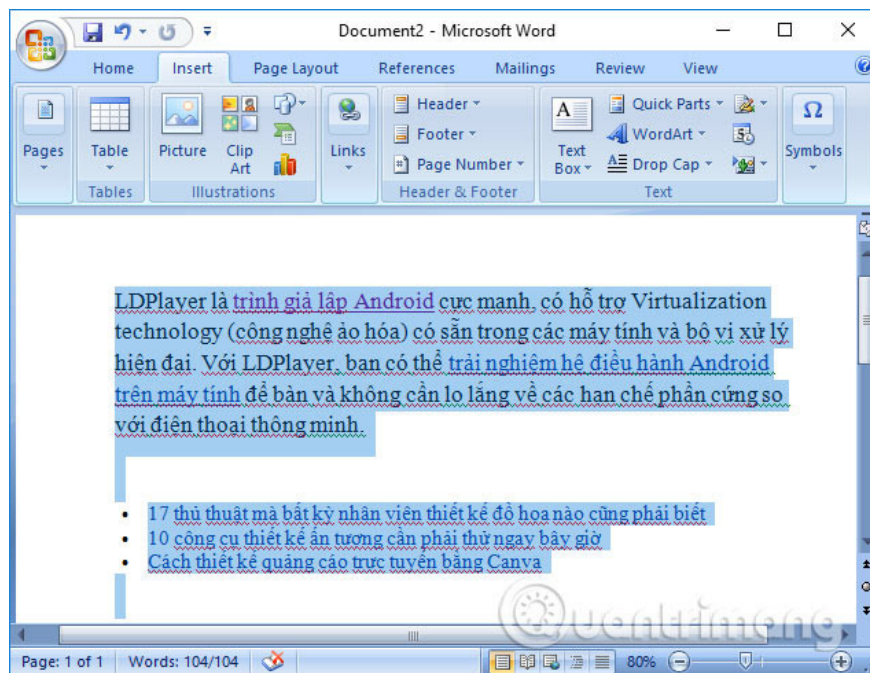 Document2 - Microsoft Word
Home Insert Page Layout References Mailings Review View
Pages
Table
Tables
Picture
Clip Art
Illustrations
Links
Header
Footer
Page Number
Header & Footer
A
Text Box
Quick Parts
WordArt
Drop Cap
Text
Ω
Symbols
LDPlayer là trình giả lập Android cực mạnh, có hỗ trợ Virtualization
technology (công nghệ ảo hóa) có sẵn trong các máy tính và bộ vi xử lý
hiện đại. Với LDPlayer, bạn có thể trải nghiệm hệ điều hành Android
trên máy tính để bàn và không cần lo lắng về các hạn chế phần cứng so
với điện thoại thông minh.
• 17 thủ thuật mà bất kỳ nhân viên thiết kế đồ họa nào cũng phải biết
• 10 công cụ thiết kế ấn tượng cần phải thử ngay bây giờ
• Cách thiết kế quảng cáo trực tuyến bằng Canva
Quantrimang
Page: 1 of 1 Words: 104/104 80%